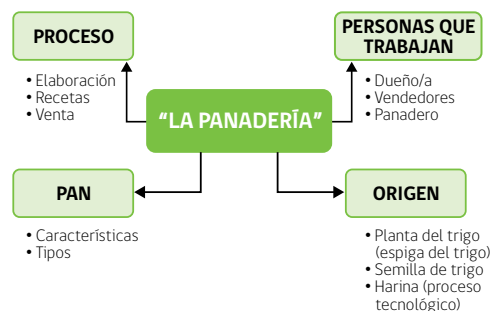 PROCESO
• Elaboración
• Recetas
• Venta
PERSONAS QUE
TRABAJAN
• Dueño/a
• Vendedores
• Panadero
“LA PANADERÍA”
PAN
• Características
• Tipos
ORIGEN
• Planta del trigo
(espiga del trigo)
• Semilla de trigo
• Harina (proceso
tecnológico)